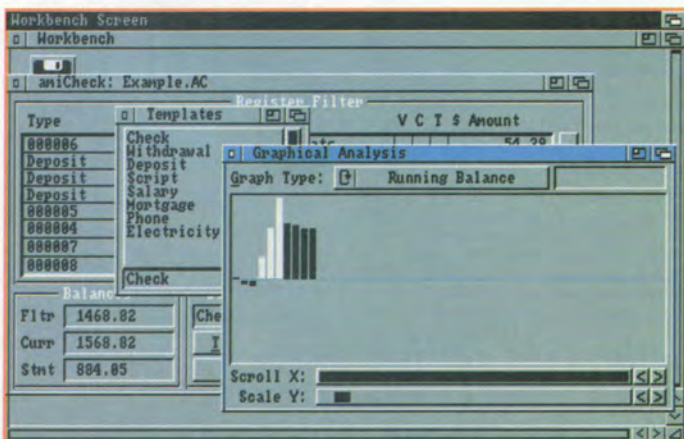 Workbench Screen
Workbench
amiCheck: Example.AC
Register Filter
Type
V C T $ Amount
54.29
000006
Deposit
Deposit
Deposit
000005
000004
000007
000008
Templates
Check
Withdrawal
Deposit
Script
Salary
Mortgage
Phone
Electricity
Check
Graphical Analysis
Graph Type: Running Balance
Scroll X:
Scale Y:
Fltr 1468.82
Curr 1568.82
Stmt 884.05